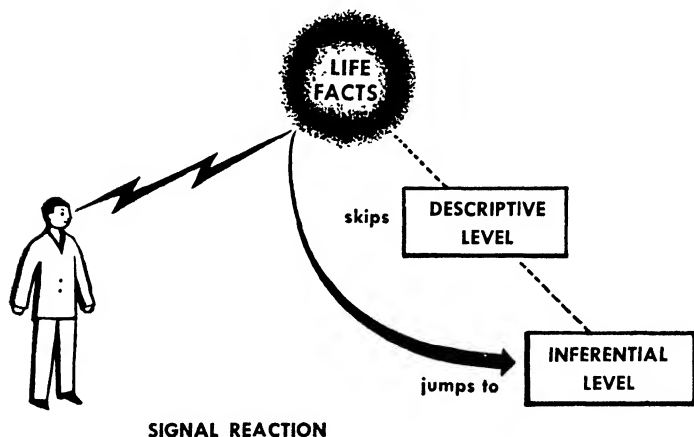 LIFE
FACTS
skips
DESCRIPTIVE
LEVEL
INFERENTIAL
LEVEL
jumps to
SIGNAL REACTION